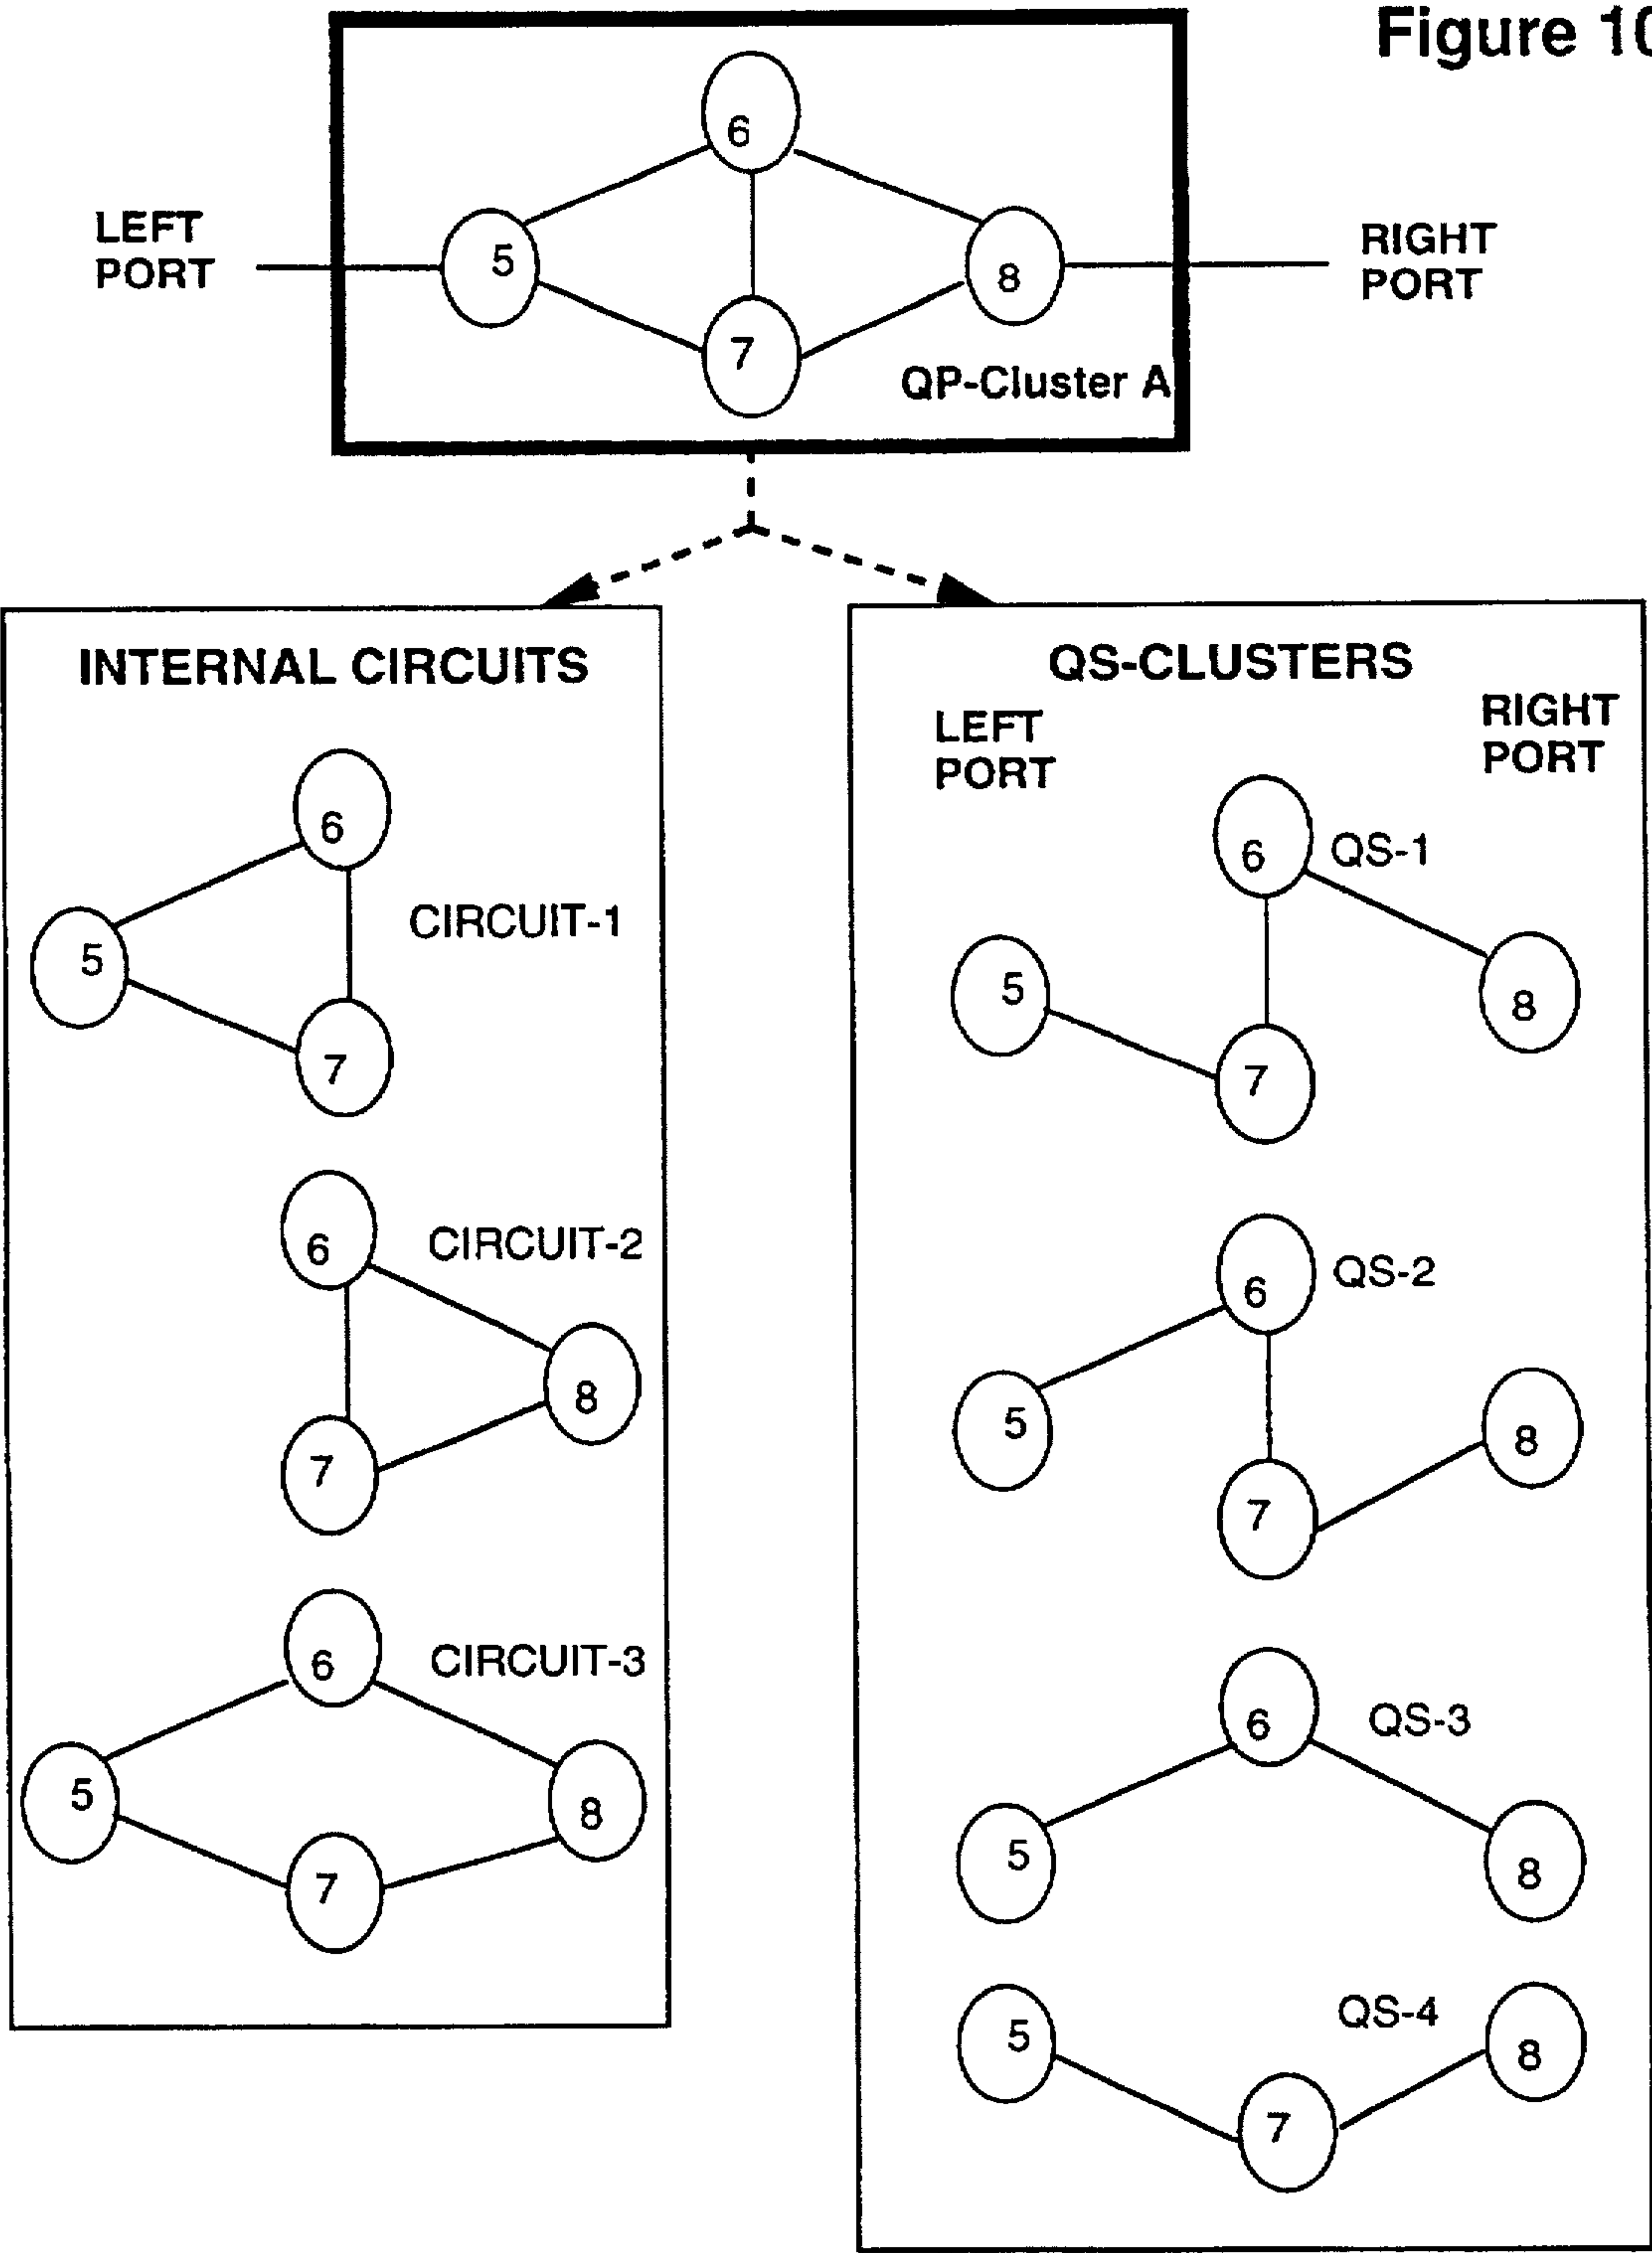 Figure 10
6
LEFT
PORT
5
8
RIGHT
PORT
7
QP-Cluster A
INTERNAL CIRCUITS
6
CIRCUIT-1
5
7
6
CIRCUIT-2
8
7
6
CIRCUIT-3
5
8
7
QS-CLUSTERS
LEFT
PORT
RIGHT
PORT
6
QS-1
5
8
7
6
QS-2
5
8
7
6
QS-3
5
8
5
QS-4
8
7